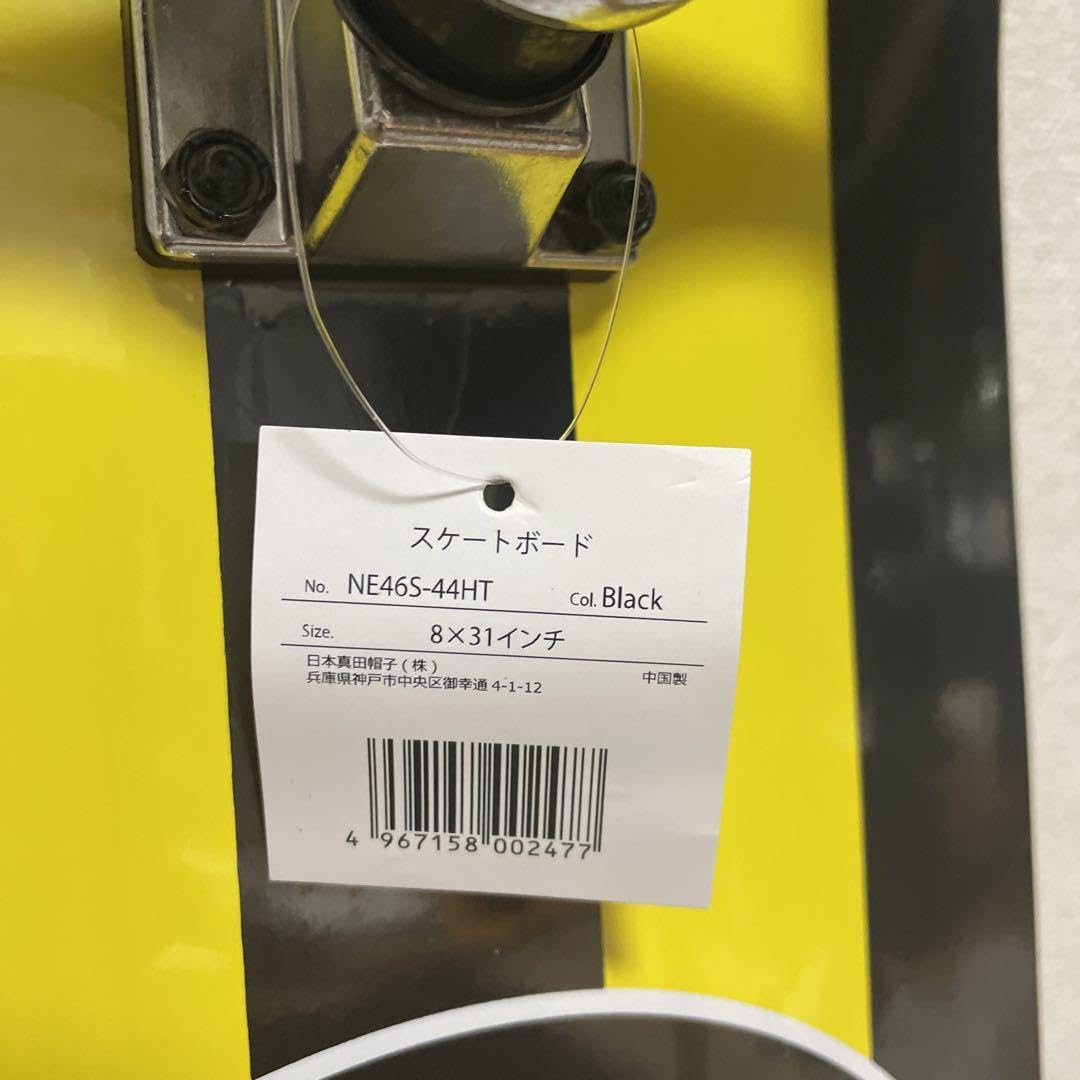 スケートボード
No. NE46S-44HT Col. Black
Size. 8×31インチ
日本真田帽子(株)
兵庫県神戸市中央区御幸通 4-1-12 中国製
4 967158 002477